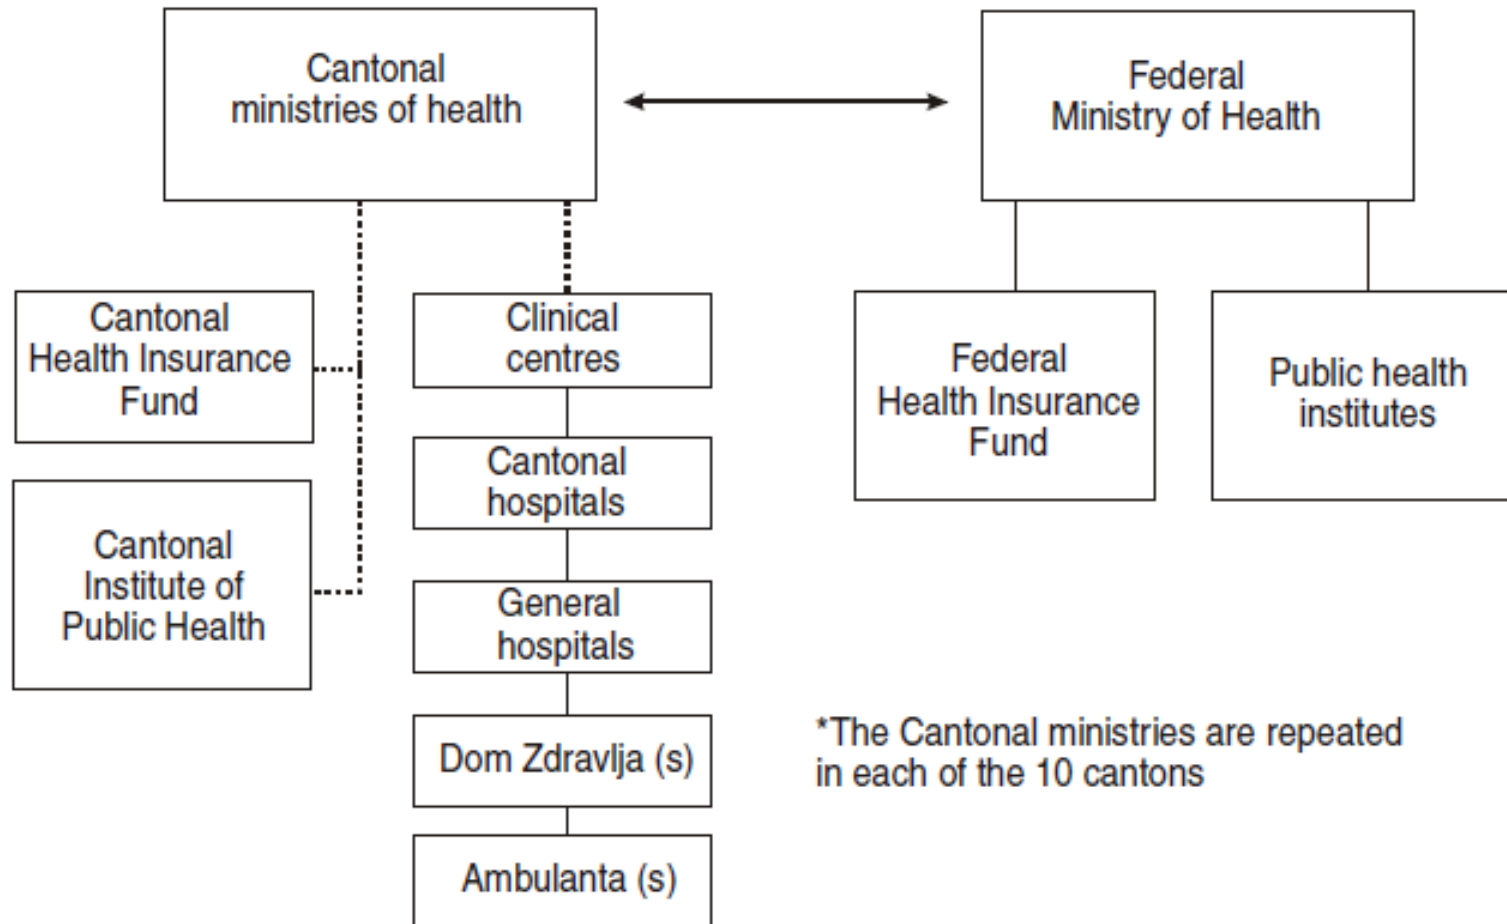 Cantonal
ministries of health
Federal
Ministry of Health
Cantonal
Health Insurance
Fund
Clinical
centres
Federal
Health Insurance
Fund
Public health
institutes
Cantonal
hospitals
Cantonal
Institute of
Public Health
General
hospitals
Dom Zdravlja (s)
Ambulanta (s)
*The Cantonal ministries are repeated
in each of the 10 cantons